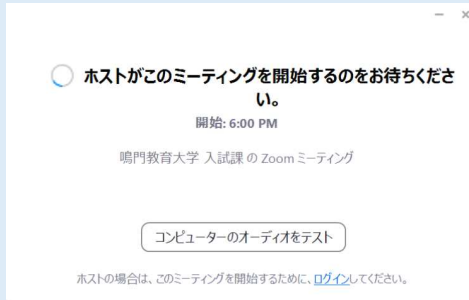 ホストがこのミーティングを開始するのをお待ちくださ
い。
開始: 6:00 PM
鳴門教育大学 入試課 の Zoom ミーティング
コンピューターのオーディオをテスト
ホストの場合は、このミーティングを開始するために、ログインしてください。